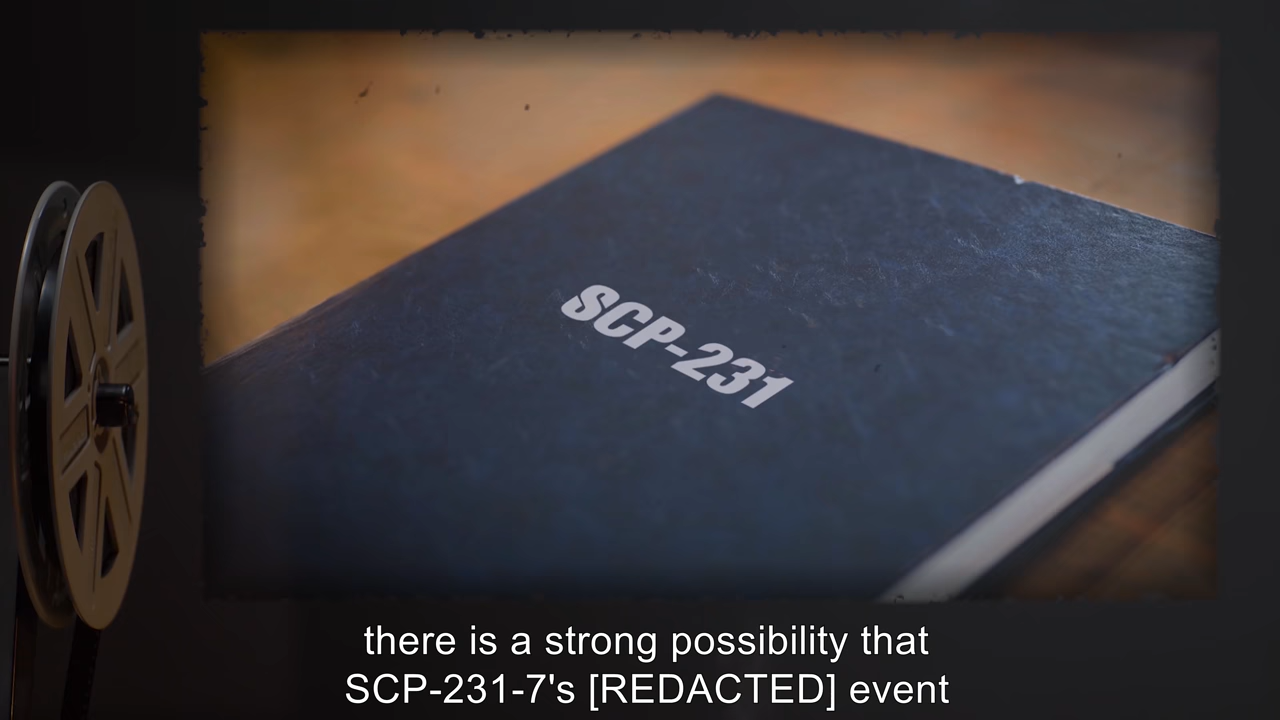 SCP-231
there is a strong possibility that
SCP-231-7's [REDACTED] event